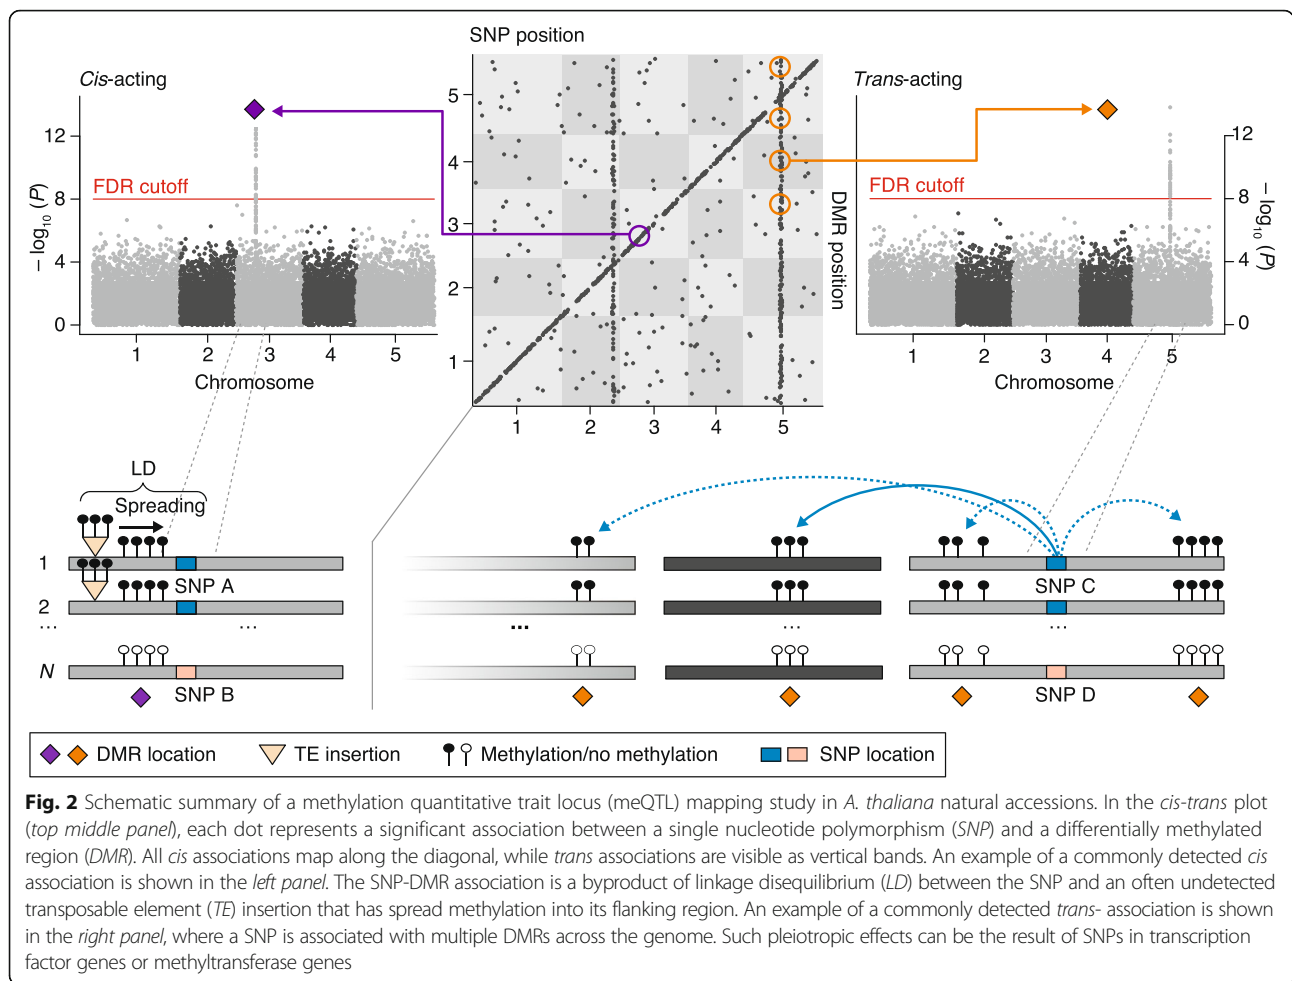 SNP position
Cis-acting
12
8
4
0
– log10 (P)
FDR cutoff
1 2 3 4 5
Chromosome
5
4
3
2
1
1 2 3 4 5
DMR position
Trans-acting
FDR cutoff
12
8
4
0
– log10 (P)
1 2 3 4 5
Chromosome
LD
Spreading
1
SNP A
2
... ...
N
SNP B
SNP C
... ... ...
SNP D
DMR location
TE insertion
Methylation/no methylation
SNP location
Fig. 2 Schematic summary of a methylation quantitative trait locus (meQTL) mapping study in A. thaliana natural accessions. In the cis-trans plot
(top middle panel), each dot represents a significant association between a single nucleotide polymorphism (SNP) and a differentially methylated
region (DMR). All cis associations map along the diagonal, while trans associations are visible as vertical bands. An example of a commonly detected cis
association is shown in the left panel. The SNP-DMR association is a byproduct of linkage disequilibrium (LD) between the SNP and an often undetected
transposable element (TE) insertion that has spread methylation into its flanking region. An example of a commonly detected trans- association is shown
in the right panel, where a SNP is associated with multiple DMRs across the genome. Such pleiotropic effects can be the result of SNPs in transcription
factor genes or methyltransferase genes